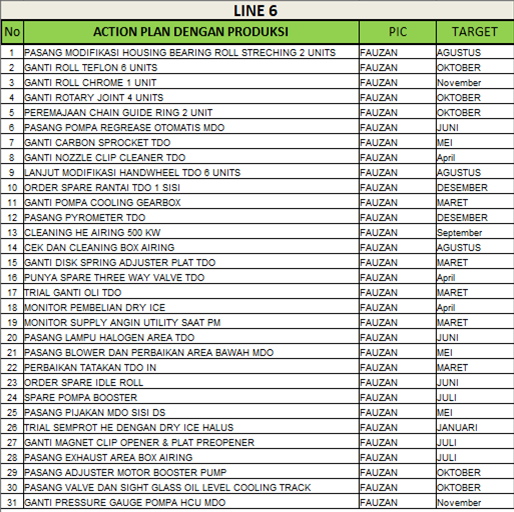 LINE 6
No ACTION PLAN DENGAN PRODUKSI PIC TARGET
1 PASANG MODIFIKASI HOUSING BEARING ROLL STRECHING 2 UNITS FAUZAN AGUSTUS
2 GANTI ROLL TEFLON 6 UNITS FAUZAN OKTOBER
3 GANTI ROLL CHROME 1 UNIT FAUZAN November
4 GANTI ROTARY JOINT 4 UNITS FAUZAN OKTOBER
5 PEREMAJAAN CHAIN GUIDE RING 2 UNIT FAUZAN OKTOBER
6 PASANG POMPA REGREASE OTOMATIS MDO FAUZAN JUNI
7 GANTI CARBON SPROCKET TDO FAUZAN MEI
8 GANTI NOZZLE CLIP CLEANER TDO FAUZAN April
9 LANJUT MODIFIKASI HANDWHEEL TDO 6 UNITS FAUZAN AGUSTUS
10 ORDER SPARE RANTAI TDO 1 SISI FAUZAN DESEMBER
11 GANTI POMPA COOLING GEARBOX FAUZAN MARET
12 PASANG PYROMETER TDO FAUZAN DESEMBER
13 CLEANING HE AIRING 500 KW FAUZAN September
14 CEK DAN CLEANING BOX AIRING FAUZAN AGUSTUS
15 GANTI DISK SPRING ADJUSTER PLAT TDO FAUZAN MARET
16 PUNYA SPARE THREE WAY VALVE TDO FAUZAN April
17 TRIAL GANTI OLI TDO FAUZAN MARET
18 MONITOR PEMBELIAN DRY ICE FAUZAN April
19 MONITOR SUPPLY ANGIN UTILITY SAAT PM FAUZAN MARET
20 PASANG LAMPU HALOGEN AREA TDO FAUZAN JUNI
21 PASANG BLOWER DAN PERBAIKAN AREA BAWAH MDO FAUZAN MEI
22 PERBAIKAN TATAKAN TDO IN FAUZAN MARET
23 ORDER SPARE IDLE ROLL FAUZAN JUNI
24 SPARE POMPA BOOSTER FAUZAN JULI
25 PASANG PIJAKAN MDO SISI DS FAUZAN MEI
26 TRIAL SEMPROT HE DENGAN DRY ICE HALUS FAUZAN JANUARI
27 GANTI MAGNET CLIP OPENER & PLAT PREOPENER FAUZAN JULI
28 PASANG EXHAUST AREA BOX AIRING FAUZAN JULI
29 PASANG ADJUSTER MOTOR BOOSTER PUMP FAUZAN OKTOBER
30 PASANG VALVE DAN SIGHT GLASS OIL LEVEL COOLING TRACK FAUZAN OKTOBER
31 GANTI PRESSURE GAUGE POMPA HCU MDO FAUZAN November